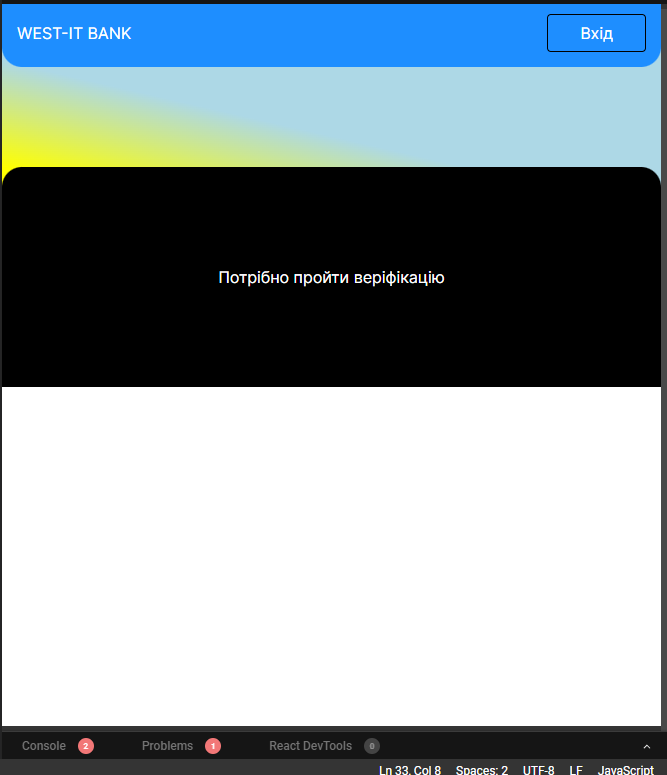 WEST-IT BANK
Вхід
Потрібно пройти веріфікацію
Console 2 Problems 1 React DevTools 0
Ln 33, Col 8 Spaces: 2 UTF-8 LF JavaScript